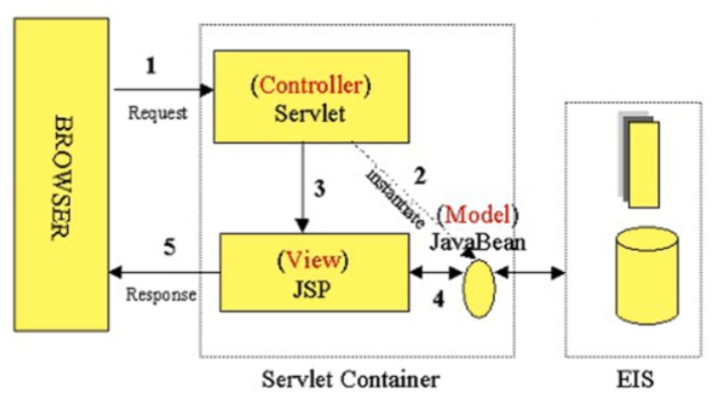 BROWSER
1
Request
(Controller)
Servlet
2
instantiate
3
(Model)
JavaBean
(View)
JSP
4
5
Response
Servlet Container
EIS